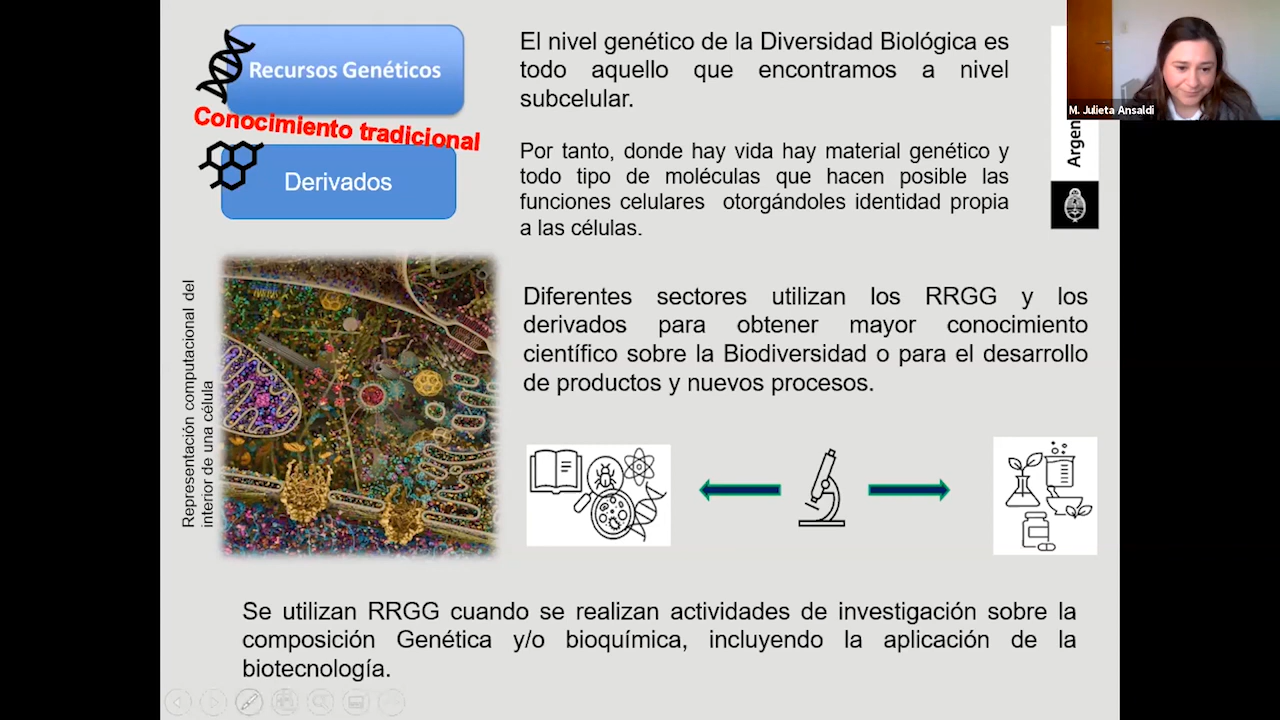 Recursos Genéticos
Conocimiento tradicional
Derivados
El nivel genético de la Diversidad Biológica es
todo aquello que encontramos a nivel
subcelular.
Por tanto, donde hay vida hay material genético y
todo tipo de moléculas que hacen posible las
funciones celulares otorgándoles identidad propia
a las células.
M. Julieta Ansaldi
Argen
Representación computacional del
interior de una célula
Diferentes sectores utilizan los RRGG y los
derivados para obtener mayor conocimiento
científico sobre la Biodiversidad o para el desarrollo
de productos y nuevos procesos.
Se utilizan RRGG cuando se realizan actividades de investigación sobre la
composición Genética y/o bioquímica, incluyendo la aplicación de la
biotecnología.